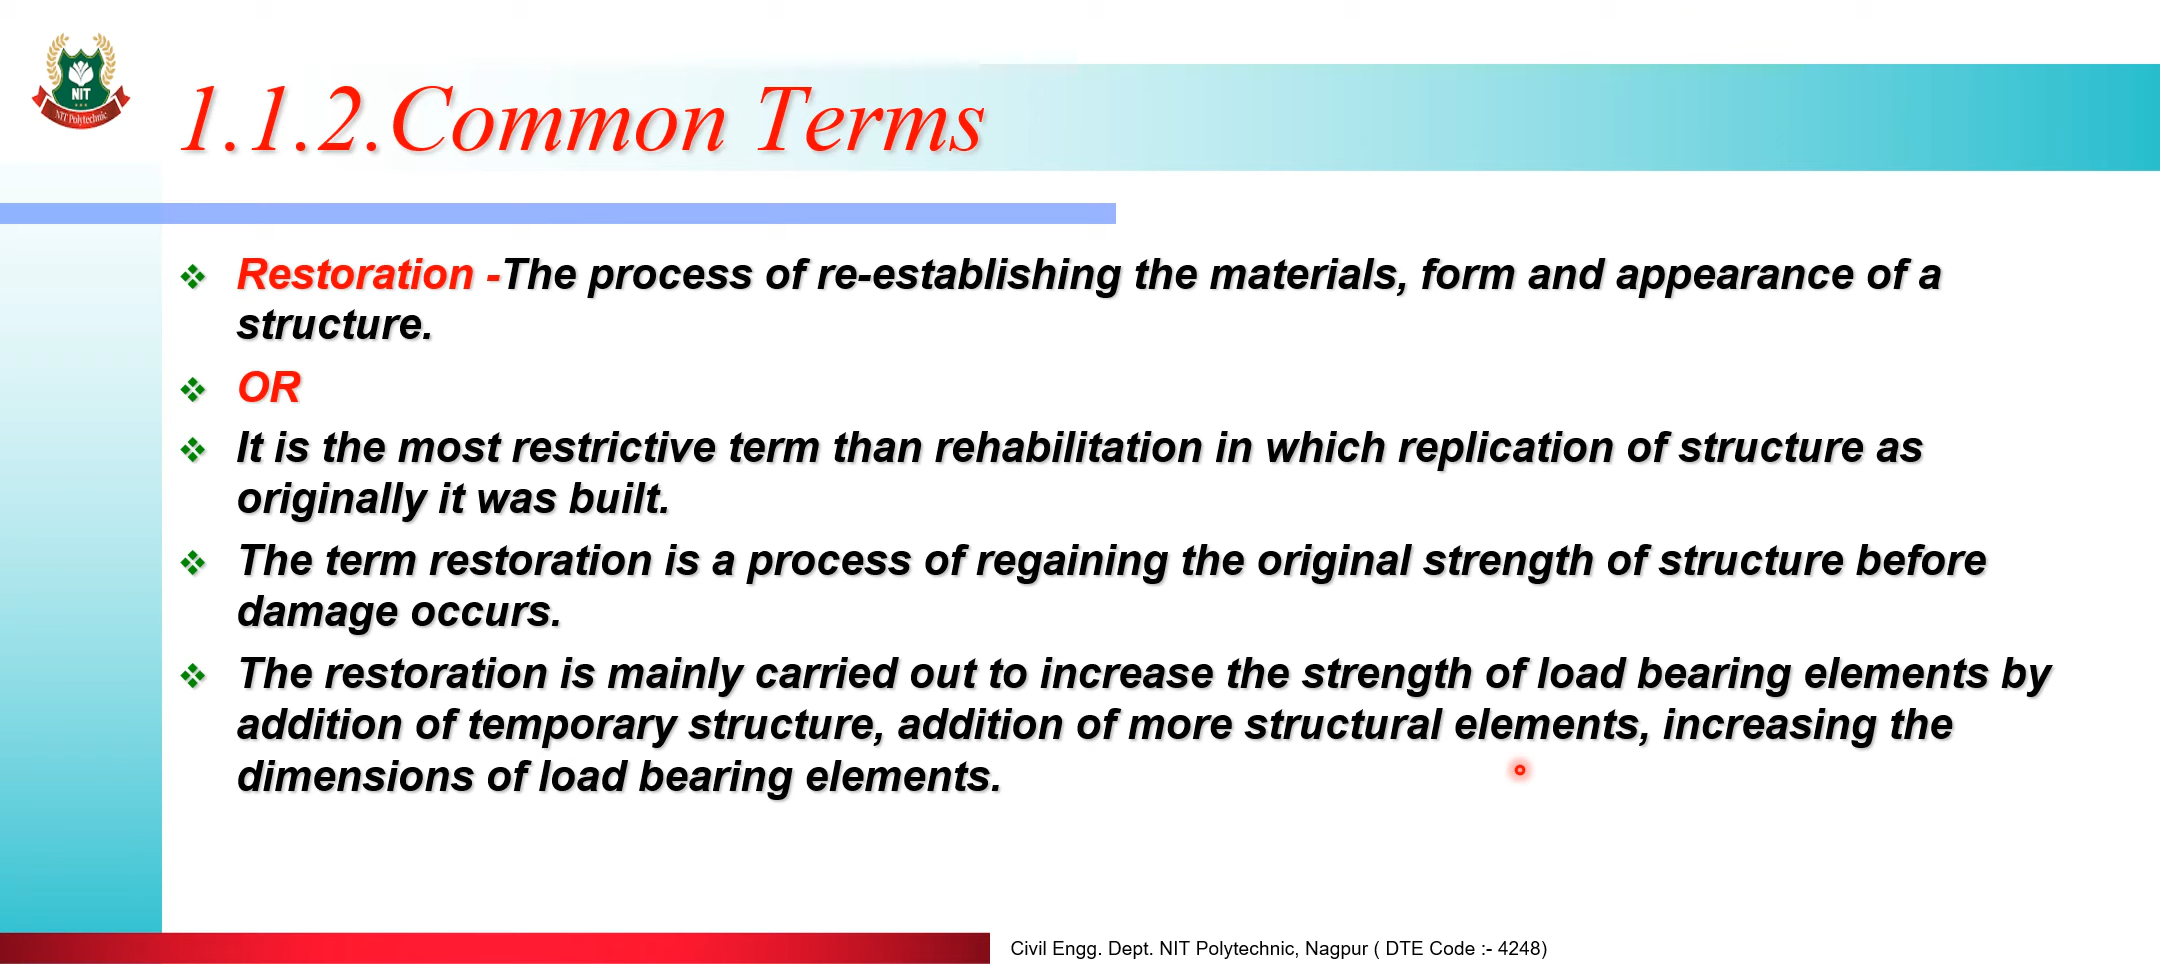 NIT
NIT Polytechnic
1.1.2.Common Terms
Restoration -The process of re-establishing the materials, form and appearance of a
structure.
OR
It is the most restrictive term than rehabilitation in which replication of structure as
originally it was built.
The term restoration is a process of regaining the original strength of structure before
damage occurs.
The restoration is mainly carried out to increase the strength of load bearing elements by
addition of temporary structure, addition of more structural elements, increasing the
dimensions of load bearing elements.
Civil Engg. Dept. NIT Polytechnic, Nagpur ( DTE Code :- 4248)